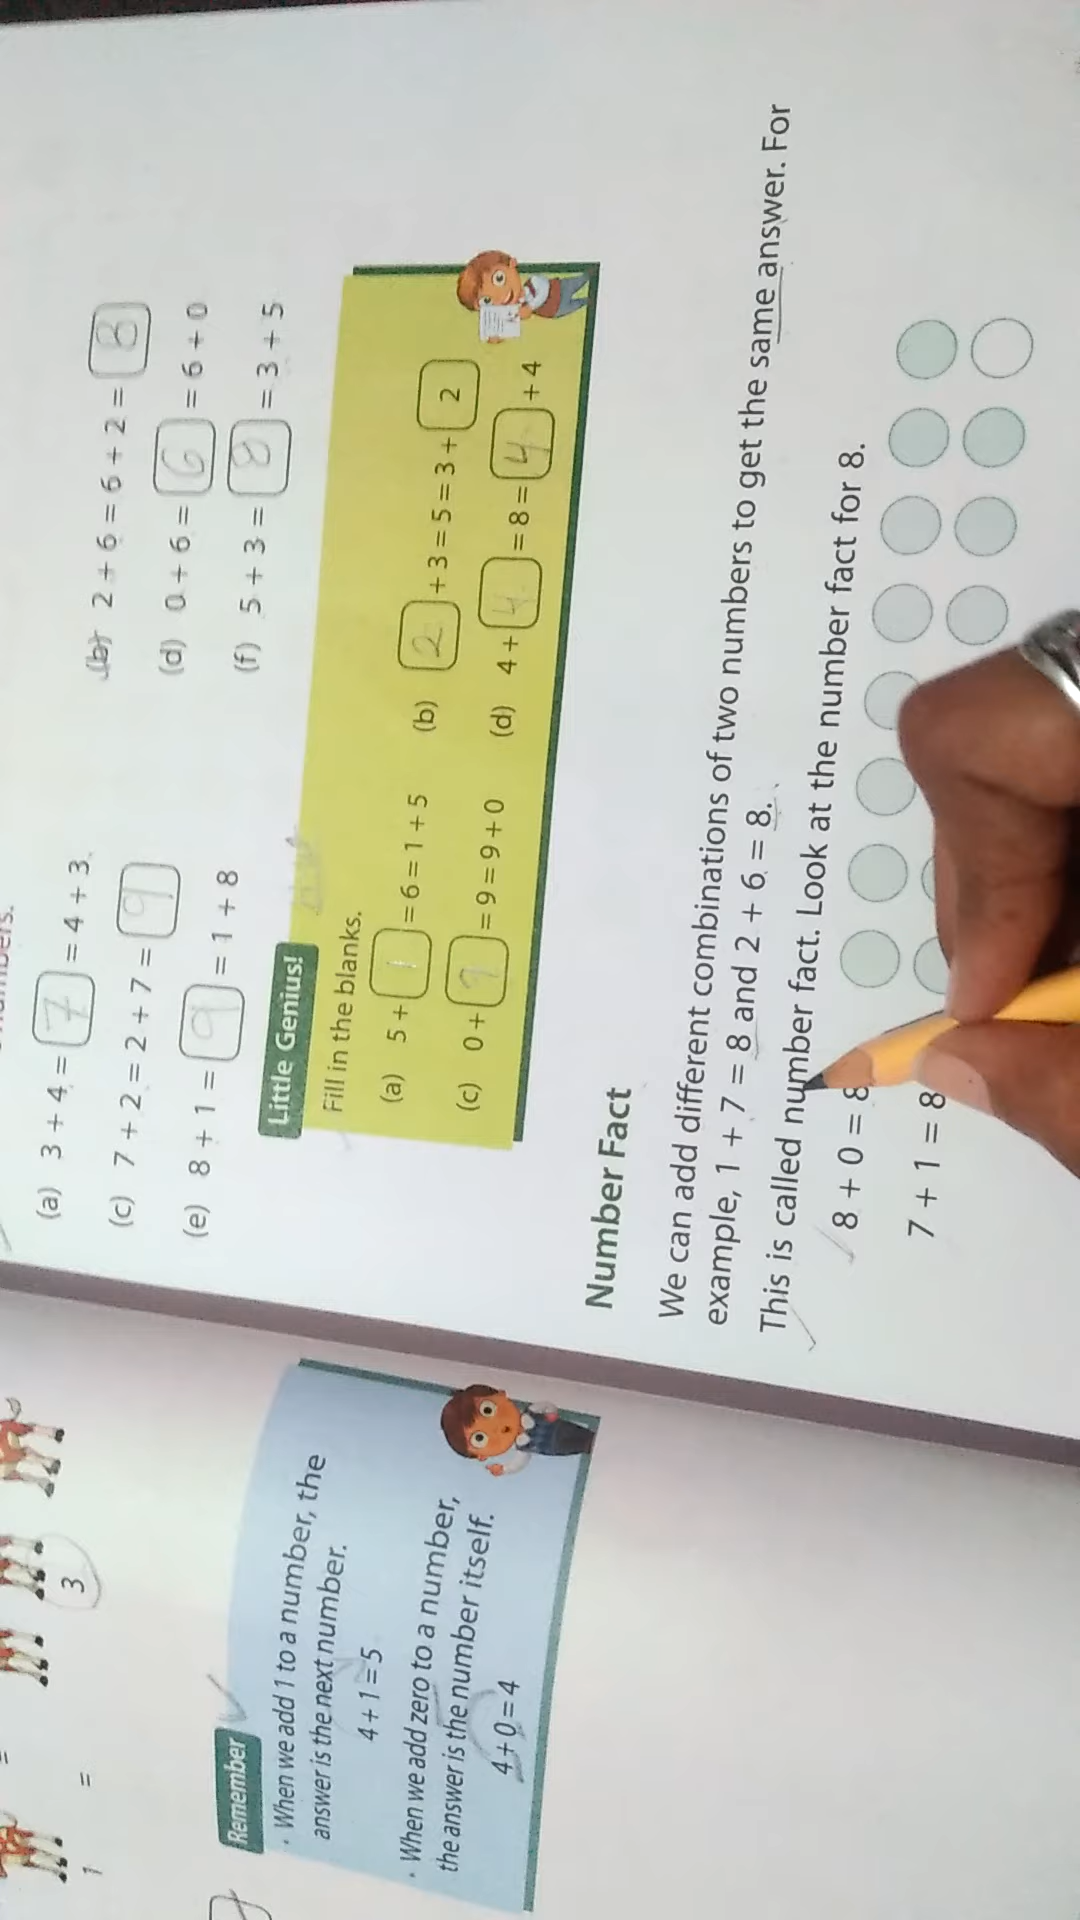 3
1 =
Remember
· When we add 1 to a number, the
answer is the next number.
4 + 1 = 5
· When we add zero to a number,
the answer is the number itself.
4 + 0 = 4
(a) 3 + 4 = 7 = 4 + 3
(b) 2 + 6 = 6 + 2 = 8
(c) 7 + 2 = 2 + 7 = 9
(d) 0 + 6 = 6 = 6 + 0
(e) 8 + 1 = 9 = 1 + 8
(f) 5 + 3 = 8 = 3 + 5
Little Genius!
Fill in the blanks.
(a) 5 + 1 = 6 = 1 + 5
(b) 2 + 3 = 5 = 3 + 2
(c) 0 + 9 = 9 = 9 + 0
(d) 4 + 4 = 8 = 4 + 4
Number Fact
We can add different combinations of two numbers to get the same answer. For
example, 1 + 7 = 8 and 2 + 6 = 8.
This is called number fact. Look at the number fact for 8.
8 + 0 = 8
7 + 1 = 8